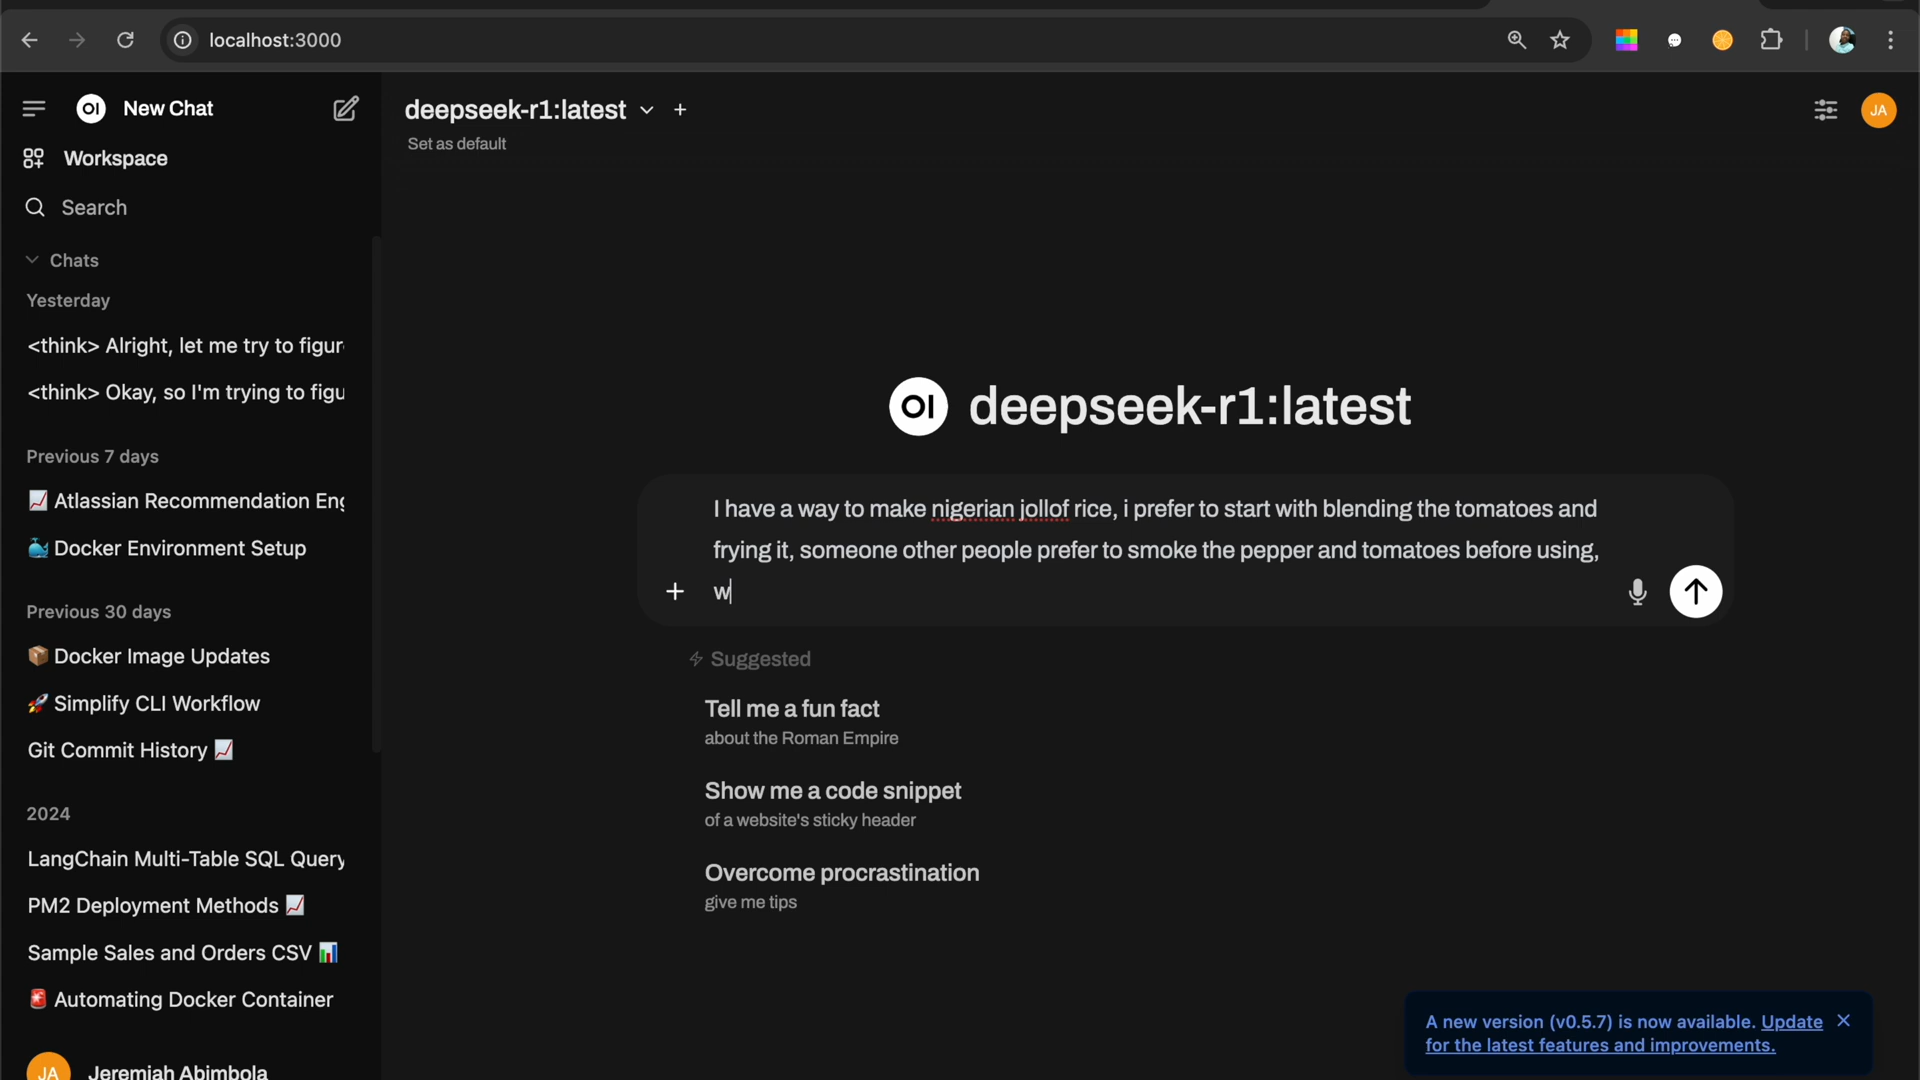 localhost:3000
OI New Chat
Workspace
Search
Chats
Yesterday
<think> Alright, let me try to figur
<think> Okay, so I'm trying to figu
Previous 7 days
Atlassian Recommendation Eng
Docker Environment Setup
Previous 30 days
Docker Image Updates
Simplify CLI Workflow
Git Commit History
2024
LangChain Multi-Table SQL Query
PM2 Deployment Methods
Sample Sales and Orders CSV
Automating Docker Container
JA Jeremiah Abimbola
deepseek-r1:latest
Set as default
JA
OI deepseek-r1:latest
I have a way to make nigerian jollof rice, i prefer to start with blending the tomatoes and
frying it, someone other people prefer to smoke the pepper and tomatoes before using,
w
Suggested
Tell me a fun fact
about the Roman Empire
Show me a code snippet
of a website's sticky header
Overcome procrastination
give me tips
A new version (v0.5.7) is now available. Update
for the latest features and improvements.